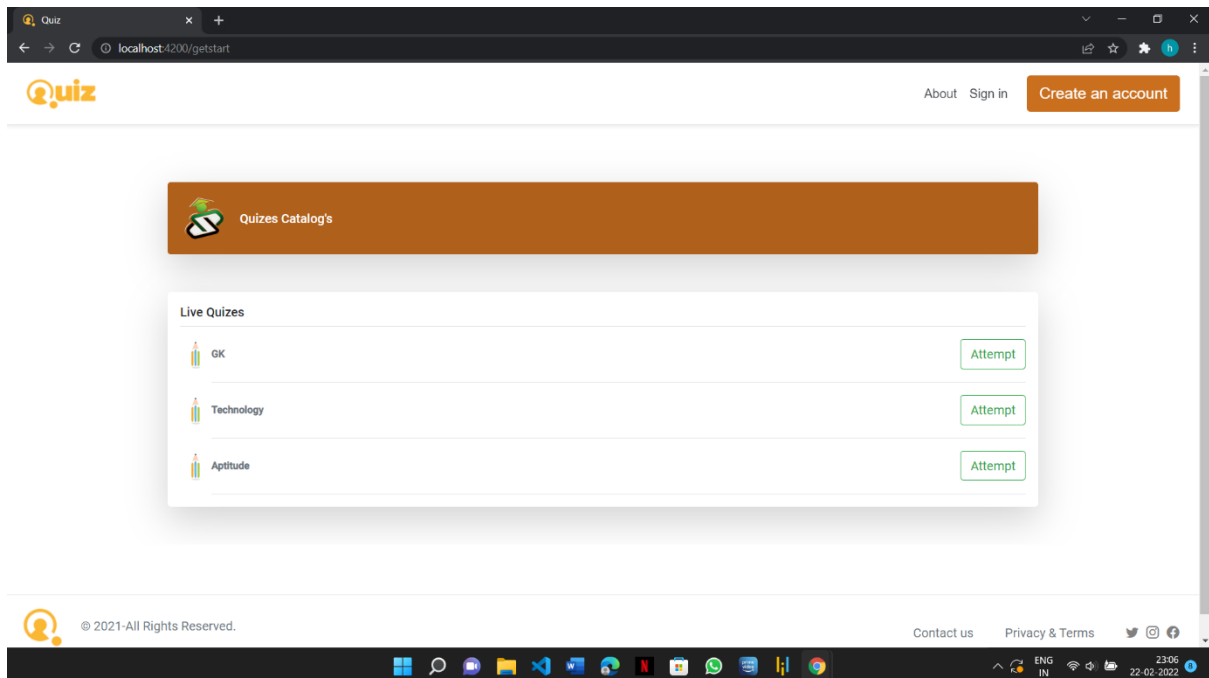 Quiz
localhost:4200/getstart
h
Quiz
About Sign in Create an account
Quizes Catalog's
Live Quizes
GK Attempt
Technology Attempt
Aptitude Attempt
© 2021-All Rights Reserved.
Contact us Privacy & Terms
ENG
IN
23:06
22-02-2022
8